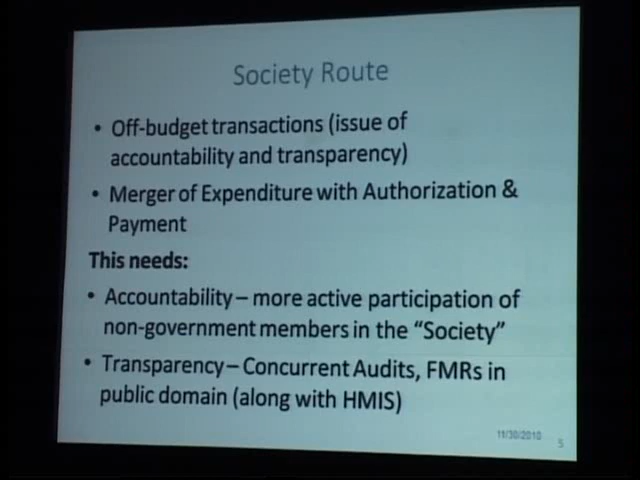 Society Route
• Off-budget transactions (issue of
accountability and transparency)
• Merger of Expenditure with Authorization &
Payment
This needs:
• Accountability – more active participation of
non-government members in the “Society”
• Transparency – Concurrent Audits, FMRs in
public domain (along with HMIS)
11/30/2010 5